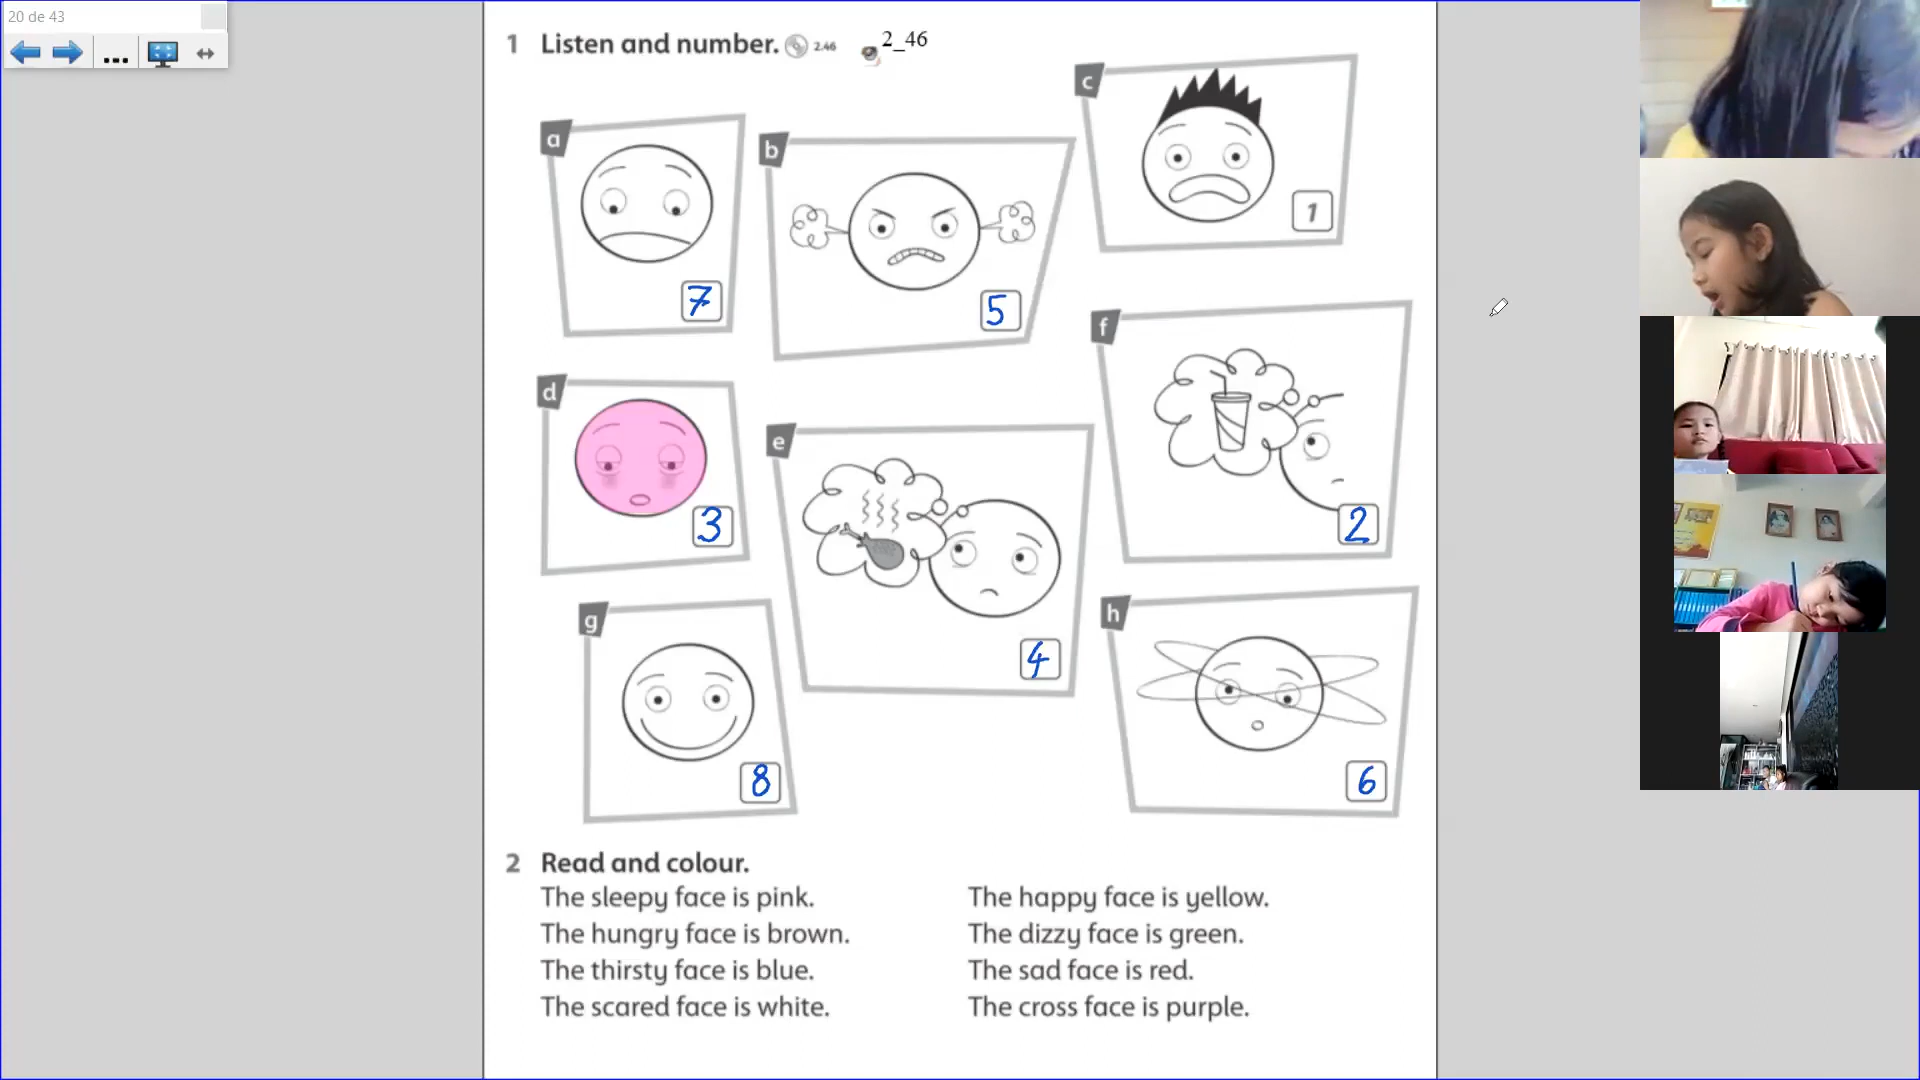 20 de 43
1 Listen and number. 2.46 2_46
a
7
b
5
c
1
d
3
e
4
f
2
g
8
h
6
2 Read and colour.
The sleepy face is pink.
The hungry face is brown.
The thirsty face is blue.
The scared face is white.
The happy face is yellow.
The dizzy face is green.
The sad face is red.
The cross face is purple.